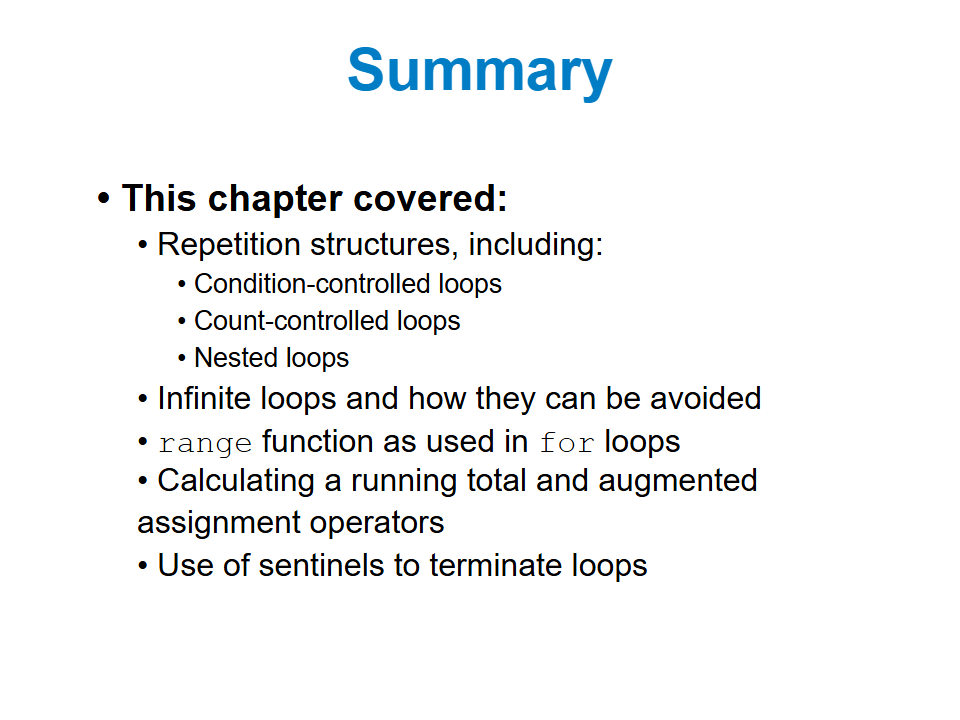 Summary
• This chapter covered:
• Repetition structures, including:
• Condition-controlled loops
• Count-controlled loops
• Nested loops
• Infinite loops and how they can be avoided
• range function as used in for loops
• Calculating a running total and augmented
assignment operators
• Use of sentinels to terminate loops